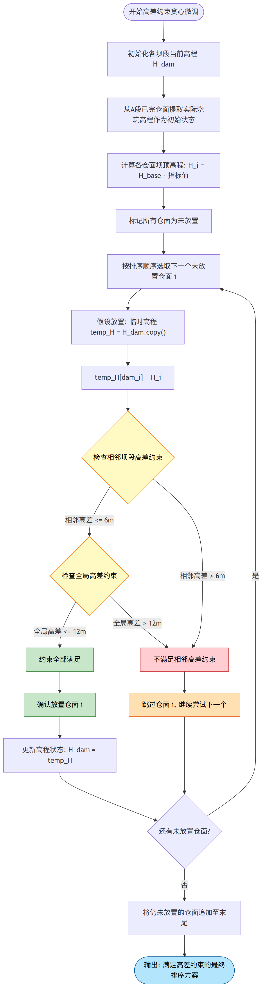 开始高差约束贪心微调
初始化各坝段当前高程
H_dam
从A段已完仓面提取实际浇
筑高程作为初始状态
计算各仓面坝顶高程: H_i =
H_base - 指标值
标记所有仓面为未放置
按排序顺序选取下一个未放
置仓面 i
假设放置: 临时高程
temp_H = H_dam.copy()
temp_H[dam_i] = H_i
检查相邻坝段高差约束
相邻高差 <= 6m
检查全局高差约束
相邻高差 > 6m
是
全局高差 <= 12m
全局高差 > 12m
约束全部满足
不满足相邻高差约束
确认放置仓面 i
跳过仓面 i, 继续尝试下一个
更新高程状态: H_dam =
temp_H
还有未放置仓面?
否
将仍未放置的仓面追加至末
尾
输出: 满足高差约束的最终
排序方案